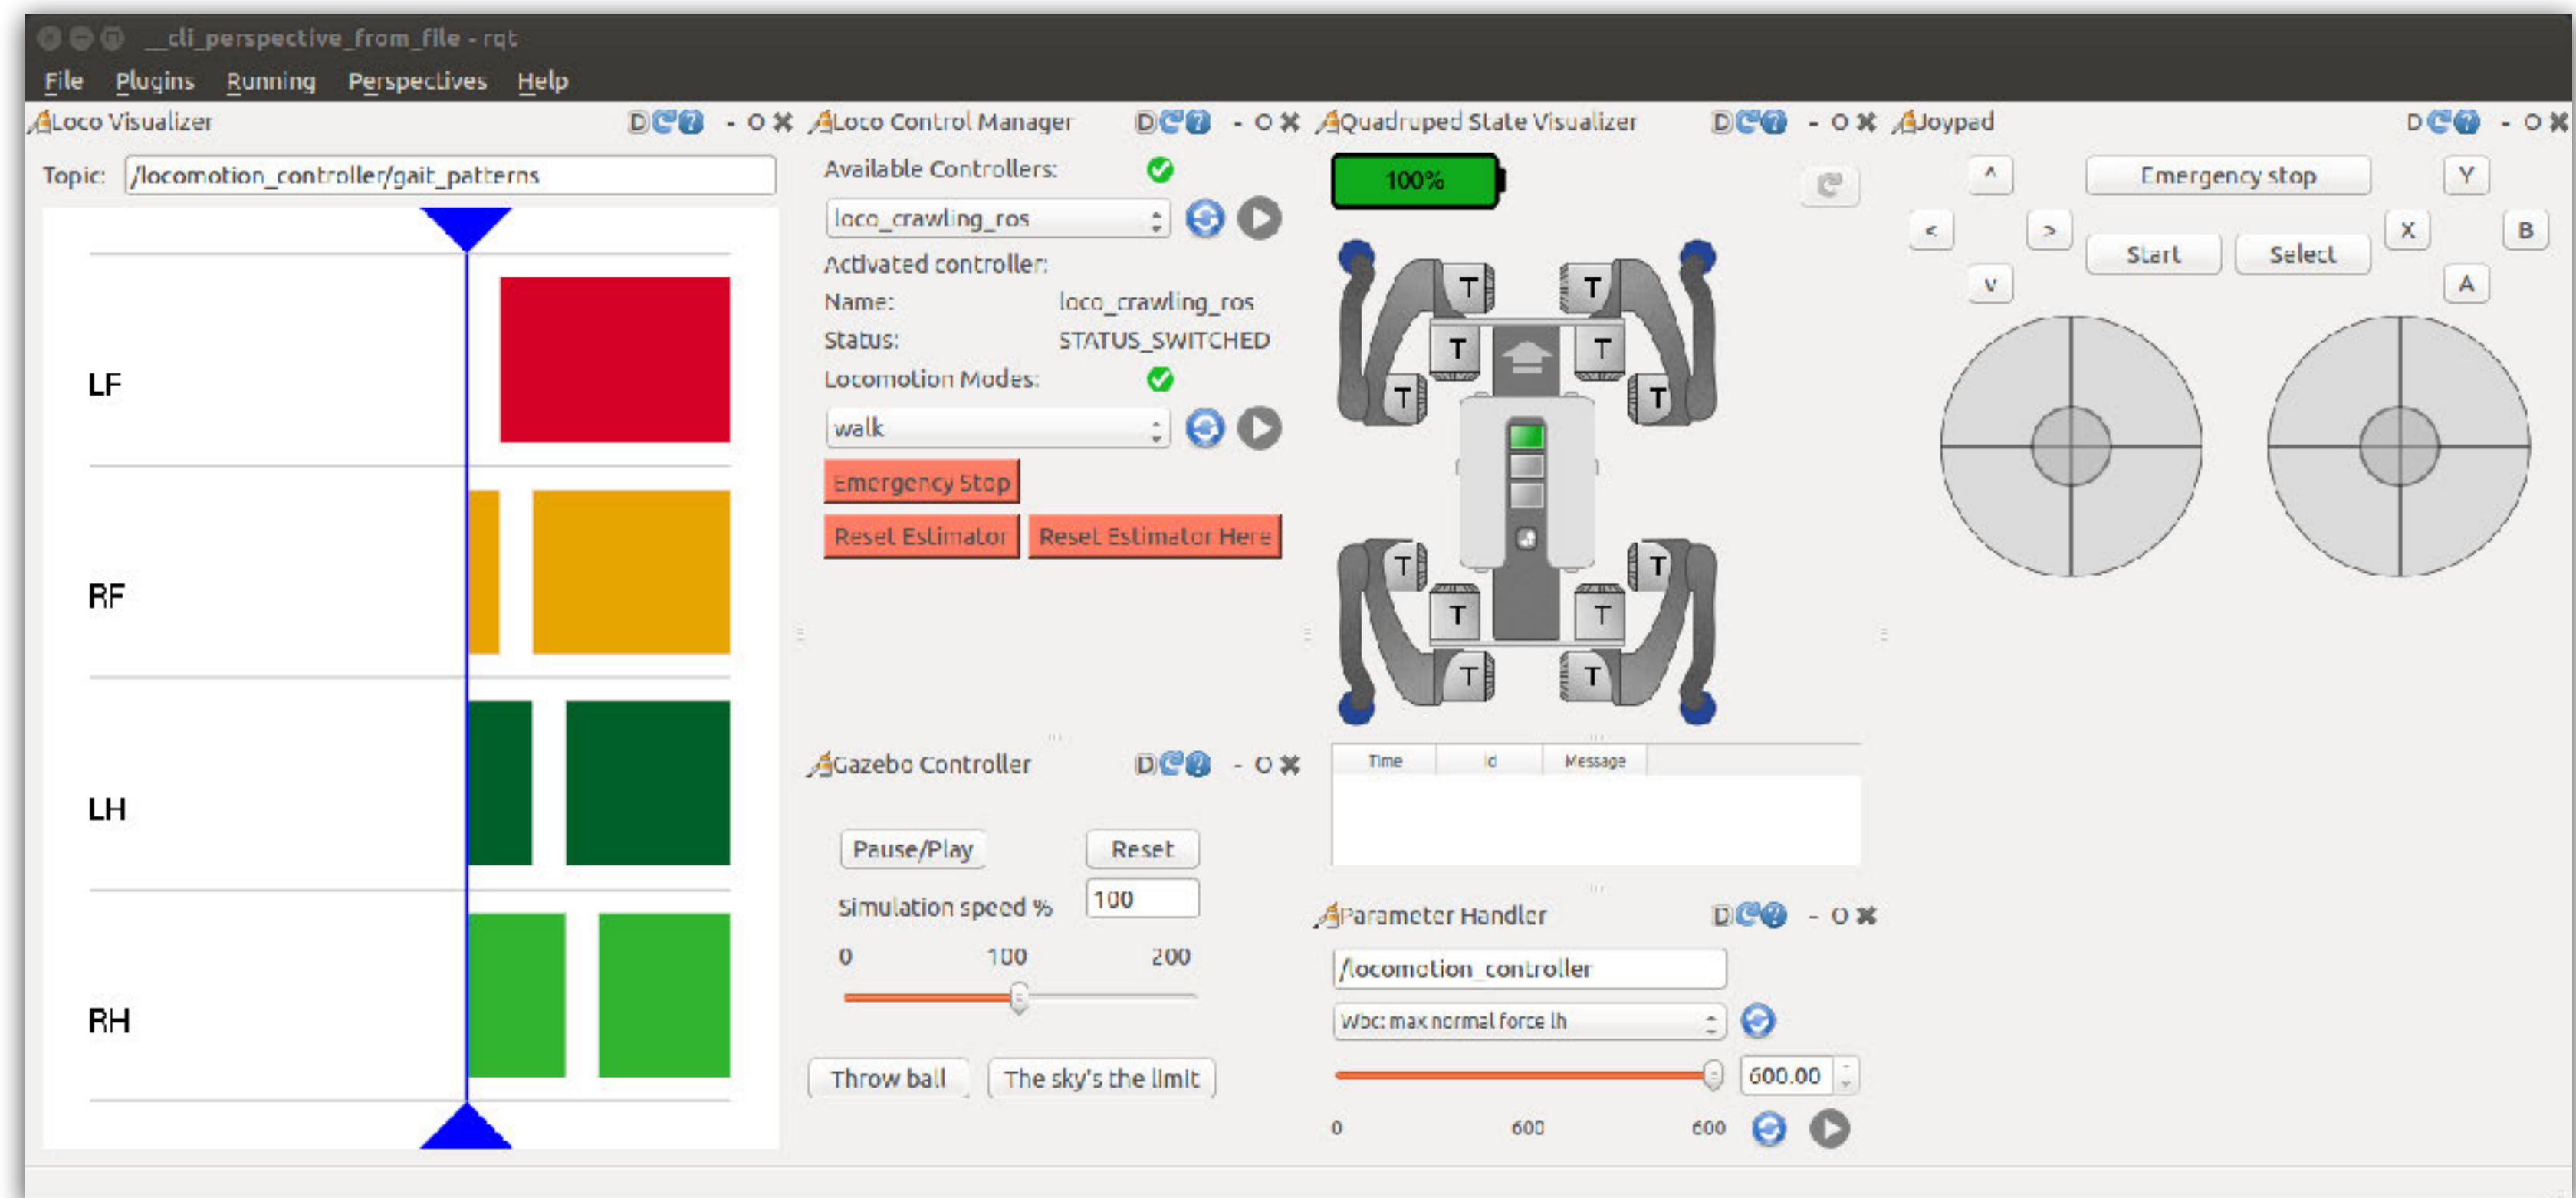 __cli_perspective_from_file - rqt
File Plugins Running Perspectives Help
Loco Visualizer D - O ✖
Topic: /locomotion_controller/gait_patterns
LF
RF
LH
RH
Loco Control Manager D - O ✖
Available Controllers:
loco_crawling_ros
Activated controller:
Name: loco_crawling_ros
Status: STATUS_SWITCHED
Locomotion Modes:
walk
Emergency Stop
Reset Estimator Reset Estimator Here
Gazebo Controller D - O ✖
Pause/Play Reset
Simulation speed % 100
0 100 200
Throw ball The sky's the limit
Quadruped State Visualizer D - O ✖
100%
T T
T T
T T
T T
T T
T T
Time Id Message
Parameter Handler D - O ✖
/locomotion_controller
Wbc: max normal force lh
600.00
0 600 600
Joypad D - O ✖
^ Emergency stop Y
< > X B
Start Select
v A